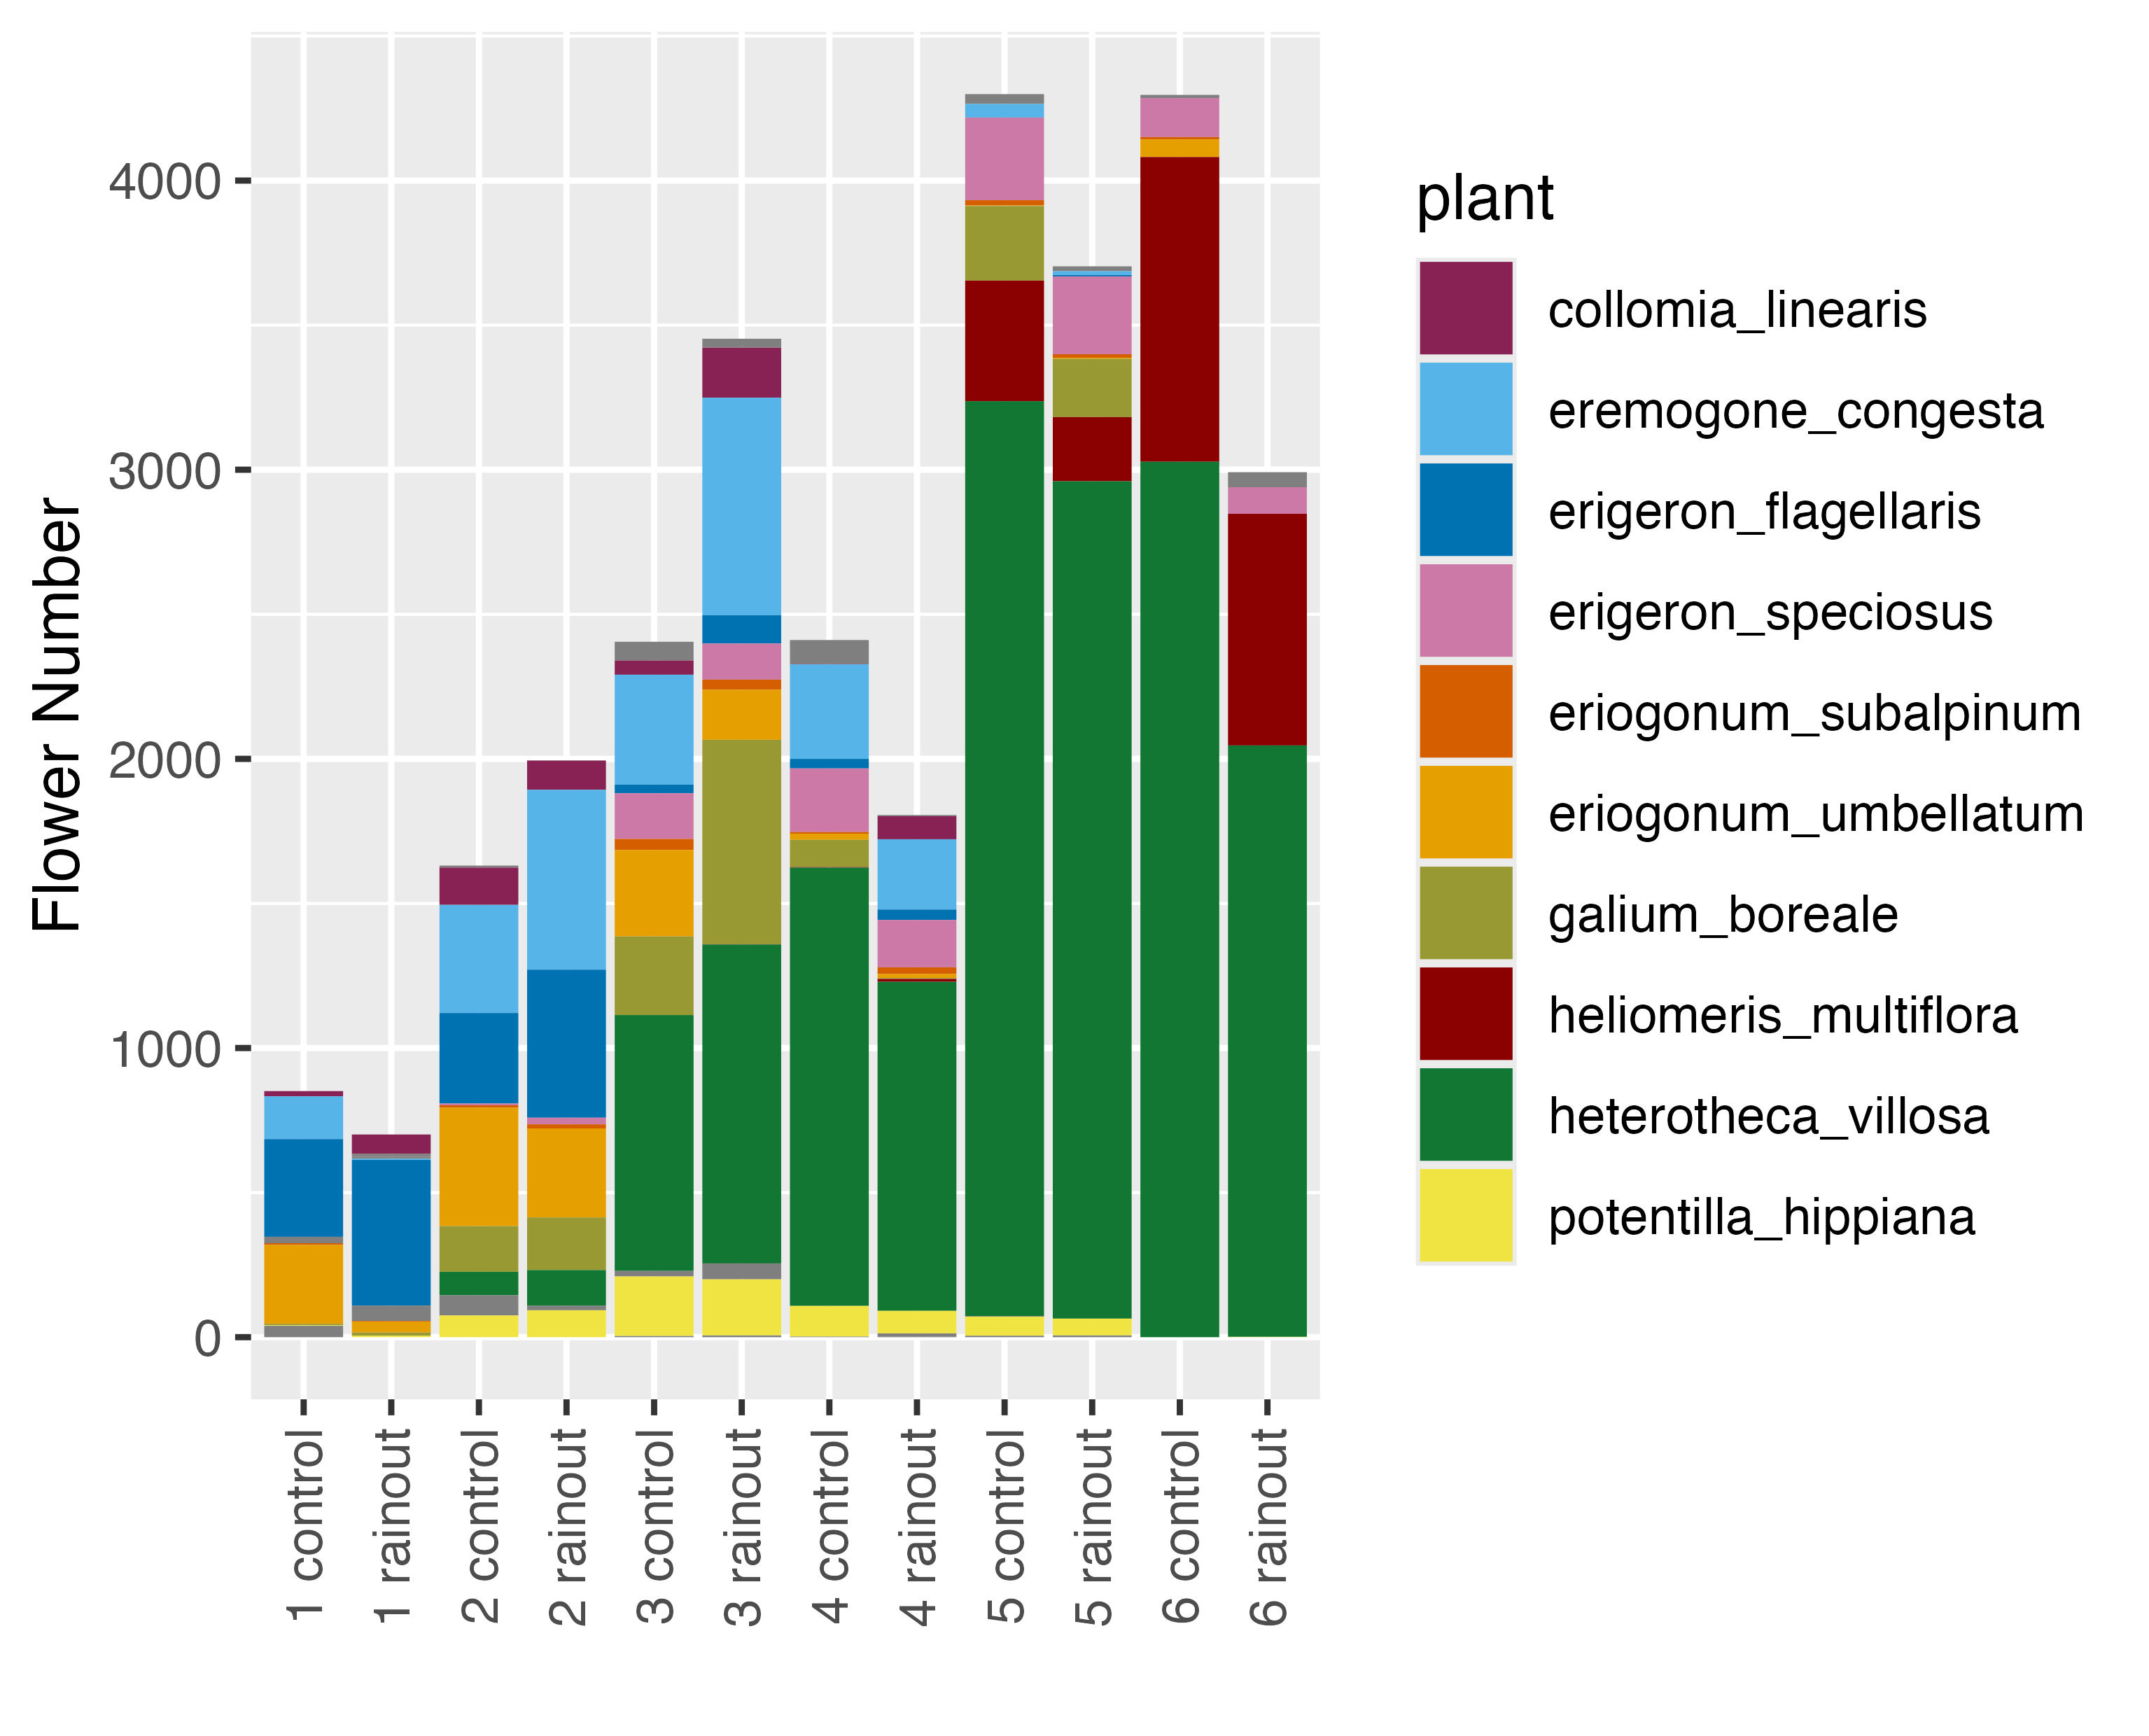 Flower Number
4000
3000
2000
1000
0
1 control
1 rainout
2 control
2 rainout
3 control
3 rainout
4 control
4 rainout
5 control
5 rainout
6 control
6 rainout
plant
collomia_linearis
eremogone_congesta
erigeron_flagellaris
erigeron_speciosus
eriogonum_subalpinum
eriogonum_umbellatum
galium_boreale
heliomeris_multiflora
heterotheca_villosa
potentilla_hippiana